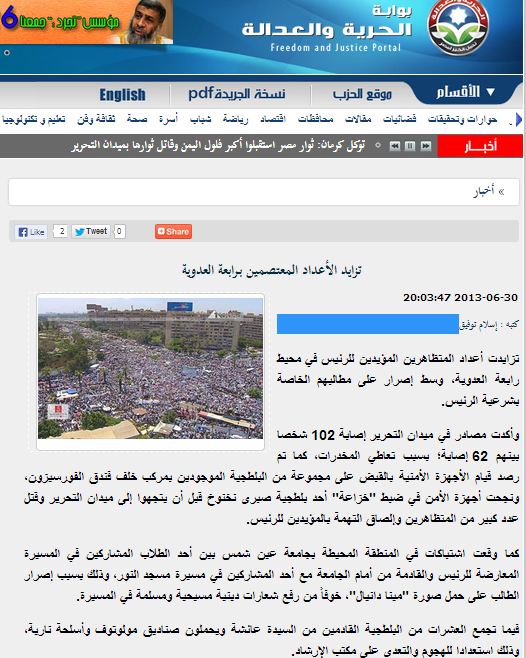 بوابة
الحرية والعدالة
Freedom and Justice Portal
مؤسس "تجرد": جمعنا 6
الأقسام ▼
موقع الحزب
نسخة الجريدة pdf
English
حوارات وتحقيقات فضائيات مقالات محافظات اقتصاد رياضة شباب أسرة صحة ثقافة وفن تعليم و تكنولوجيا
أخبـار
توكل كرمان: ثوار مصر استقبلوا أكبر فلول اليمن وقاتل ثوارها بميدان التحرير
» أخبار
Like 2 Tweet 0 Share
تزايد الأعداد المعتصمين برابعة العدوية
2013-06-30 20:03:47
كتبه : إسلام توفيق
تزايدت أعداد المتظاهرين المؤيدين للرئيس في محيط
رابعة العدوية، وسط إصرار على مطالبهم الخاصة
بشرعية الرئيس.
وأكدت مصادر في ميدان التحرير إصابة 102 شخصا
بينهم 62 إصابة؛ بسبب تعاطي المخدرات، كما تم
رصد قيام الأجهزة الأمنية بالقبض على مجموعة من البلطجية الموجودين بمركب خلف فندق الفورسيزون،
ونجحت أجهزة الأمن في ضبط "خزاعة" أحد بلطجية صبرى نخنوخ قبل أن يتجهوا إلى ميدان التحرير وقتل
عدد كبير من المتظاهرين وإلصاق التهمة بالمؤيدين للرئيس.
كما وقعت اشتباكات في المنطقة المحيطة بجامعة عين شمس بين أحد الطلاب المشاركين في المسيرة
المعارضة للرئيس والقادمة من أمام الجامعة مع أحد المشاركين في مسيرة مسجد النور، وذلك بسبب إصرار
الطالب على حمل صورة "مينا دانيال"، خوفاً من رفع شعارات دينية مسيحية ومسلمة في المسيرة.
فيما تجمع العشرات من البلطجية القادمين من السيدة عائشة ويحملون صناديق مولوتوف وأسلحة نارية،
وذلك استعدادا للهجوم والتعدى على مكتب الإرشاد.